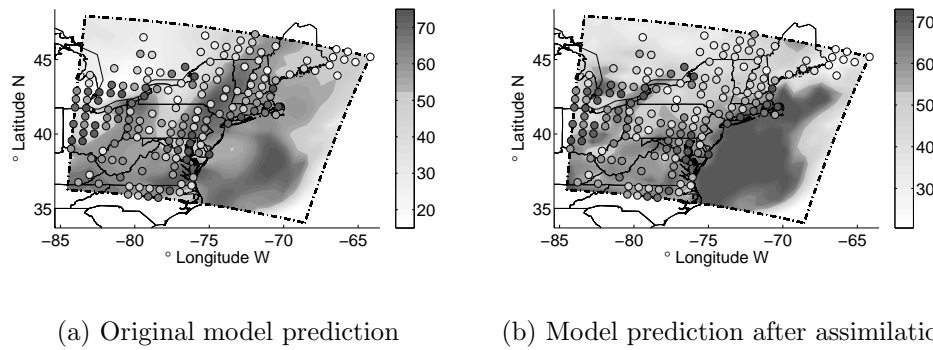 45
40
35
° Latitude N
−85 −80 −75 −70 −65
° Longitude W
70
60
50
40
30
20
45
40
35
° Latitude N
−85 −80 −75 −70 −65
° Longitude W
70
60
50
40
30
(a) Original model prediction
(b) Model prediction after assimilatio